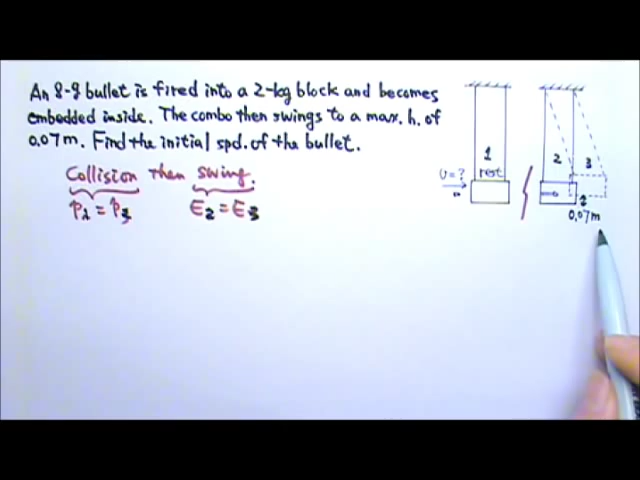 An 8-g bullet is fired into a 2-kg block and becomes
embedded inside. The combo then swings to a max. h. of
0.07m. Find the initial spd. of the bullet.
Collision then swing.
P1 = P3 E2 = E3
1
rest
v=?
2 3
0.07m